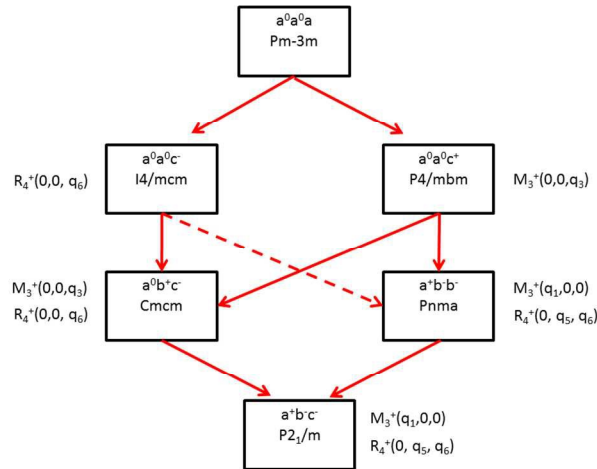 a⁰a⁰a
Pm-3m
a⁰a⁰c⁻
I4/mcm
R₄⁺(0,0, q₆)
a⁰a⁰c⁺
P4/mbm
M₃⁺(0,0,q₃)
M₃⁺(0,0,q₃)
R₄⁺(0,0, q₆)
a⁰b⁺c⁻
Cmcm
a⁺b⁻b⁻
Pnma
M₃⁺(q₁,0,0)
R₄⁺(0, q₅, q₆)
a⁺b⁻c⁻
P2₁/m
M₃⁺(q₁,0,0)
R₄⁺(0, q₅, q₆)